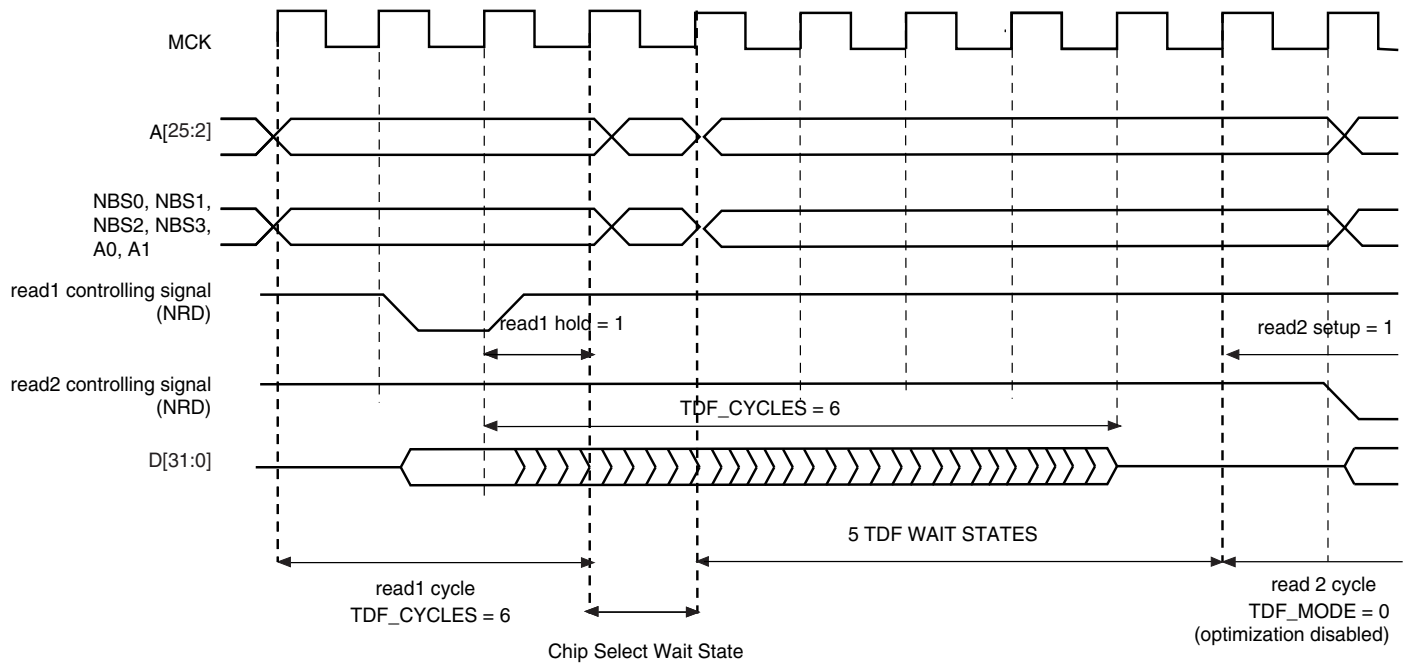 MCK
A[25:2]
NBS0, NBS1,
NBS2, NBS3,
A0, A1
read1 controlling signal
(NRD)
read1 hold = 1
read2 setup = 1
read2 controlling signal
(NRD)
TDF_CYCLES = 6
D[31:0]
5 TDF WAIT STATES
read1 cycle
TDF_CYCLES = 6
read 2 cycle
TDF_MODE = 0
(optimization disabled)
Chip Select Wait State